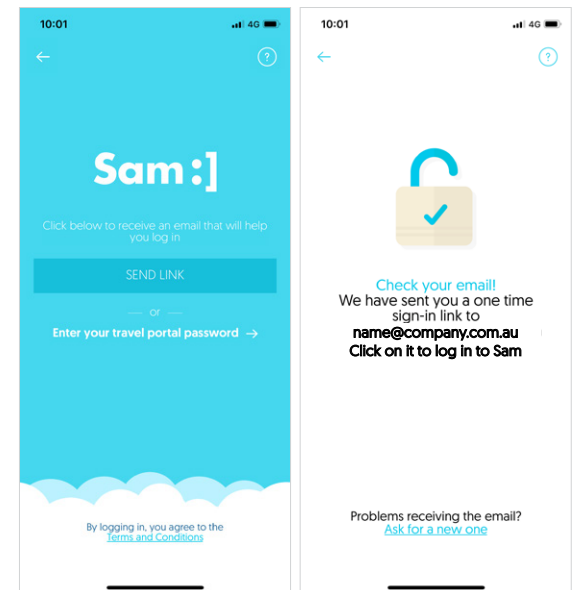 10:01
4G
?
Sam :]
Click below to receive an email that will help
you log in
SEND LINK
or
Enter your travel portal password →
By logging in, you agree to the
Terms and Conditions
10:01
4G
?
Check your email!
We have sent you a one time
sign-in link to
name@company.com.au
Click on it to log in to Sam
Problems receiving the email?
Ask for a new one